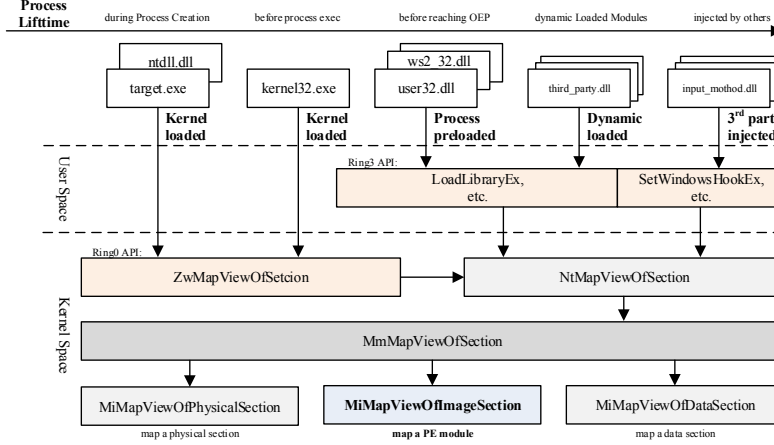 Process
Lifttime
during Process Creation
before process exec
before reaching OEP
dynamic Loaded Modules
injected by others
ntdll.dll
target.exe
kernel32.exe
ws2_32.dll
user32.dll
third_party.dll
input_mothod.dll
Kernel
loaded
Kernel
loaded
Process
preloaded
Dynamic
loaded
3rd part
injected
User Space
Ring3 API:
LoadLibraryEx,
etc.
SetWindowsHookEx,
etc.
Kernel Space
Ring0 API:
ZwMapViewOfSetcion
NtMapViewOfSection
MmMapViewOfSection
MiMapViewOfPhysicalSection
MiMapViewOfImageSection
MiMapViewOfDataSection
map a physical section
map a PE module
map a data section